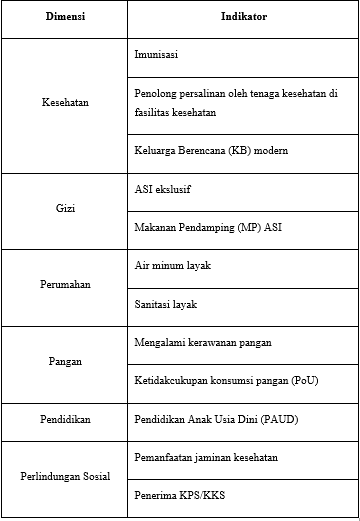 Dimensi
Indikator
Kesehatan
Imunisasi
Penolong persalinan oleh tenaga kesehatan di
fasilitas kesehatan
Keluarga Berencana (KB) modern
Gizi
ASI ekslusif
Makanan Pendamping (MP) ASI
Perumahan
Air minum layak
Sanitasi layak
Pangan
Mengalami kerawanan pangan
Ketidakcukupan konsumsi pangan (PoU)
Pendidikan
Pendidikan Anak Usia Dini (PAUD)
Perlindungan Sosial
Pemanfaatan jaminan kesehatan
Penerima KPS/KKS